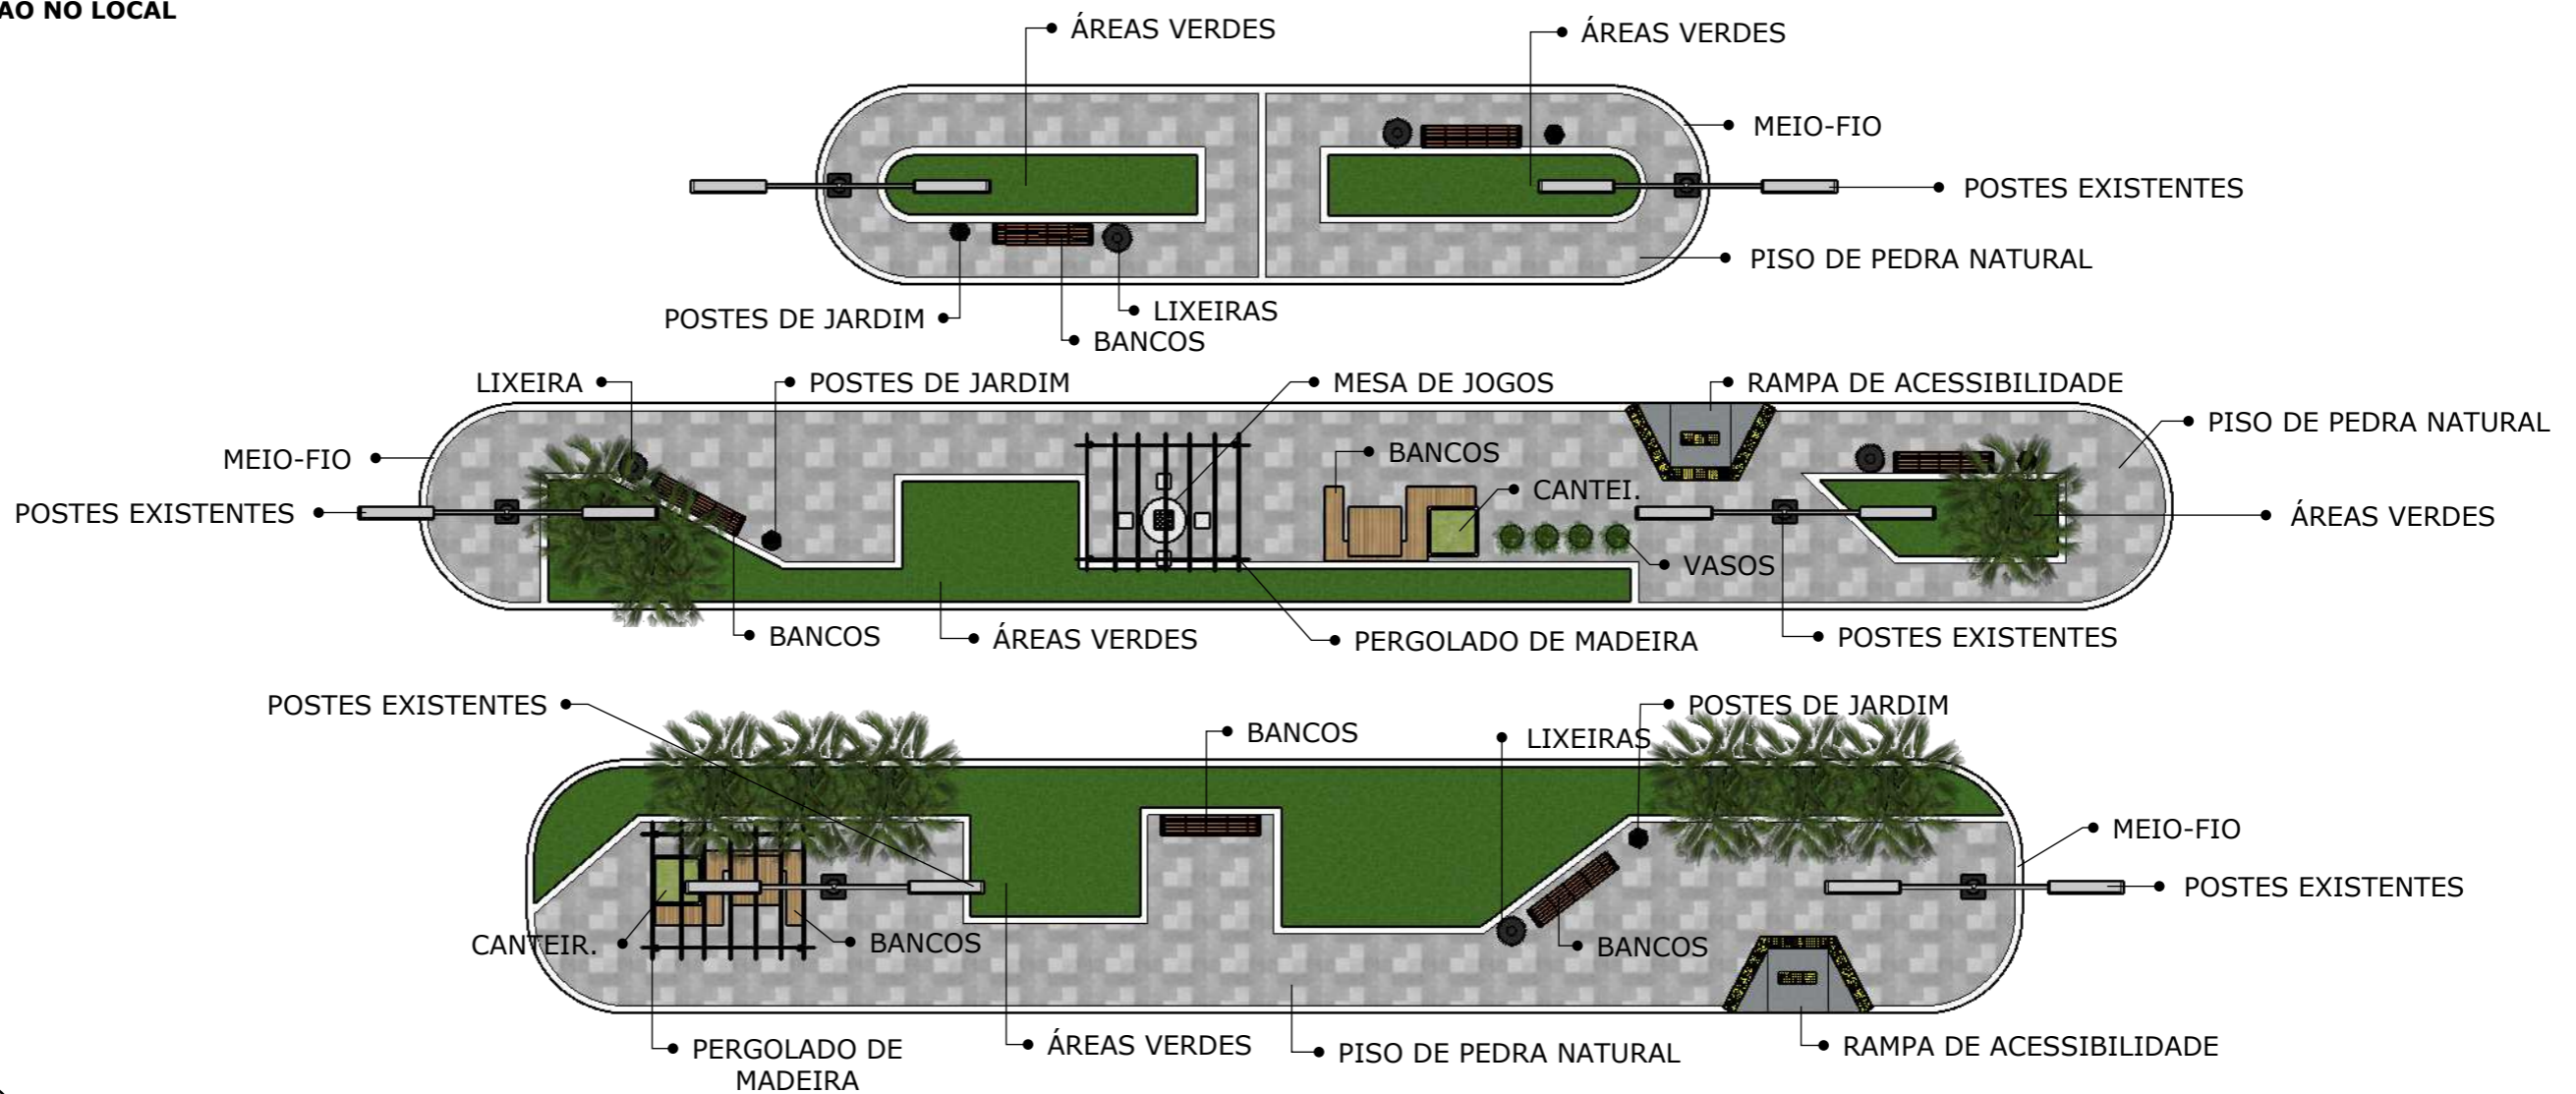 ÃO NO LOCAL
ÁREAS VERDES
ÁREAS VERDES
MEIO-FIO
POSTES EXISTENTES
PISO DE PEDRA NATURAL
POSTES DE JARDIM
LIXEIRAS
BANCOS
LIXEIRA
POSTES DE JARDIM
MESA DE JOGOS
RAMPA DE ACESSIBILIDADE
PISO DE PEDRA NATURAL
MEIO-FIO
BANCOS
CANTEI.
POSTES EXISTENTES
ÁREAS VERDES
VASOS
BANCOS
ÁREAS VERDES
PERGOLADO DE MADEIRA
POSTES EXISTENTES
POSTES EXISTENTES
POSTES DE JARDIM
BANCOS
LIXEIRAS
MEIO-FIO
POSTES EXISTENTES
CANTEIR.
BANCOS
BANCOS
PERGOLADO DE
MADEIRA
ÁREAS VERDES
PISO DE PEDRA NATURAL
RAMPA DE ACESSIBILIDADE